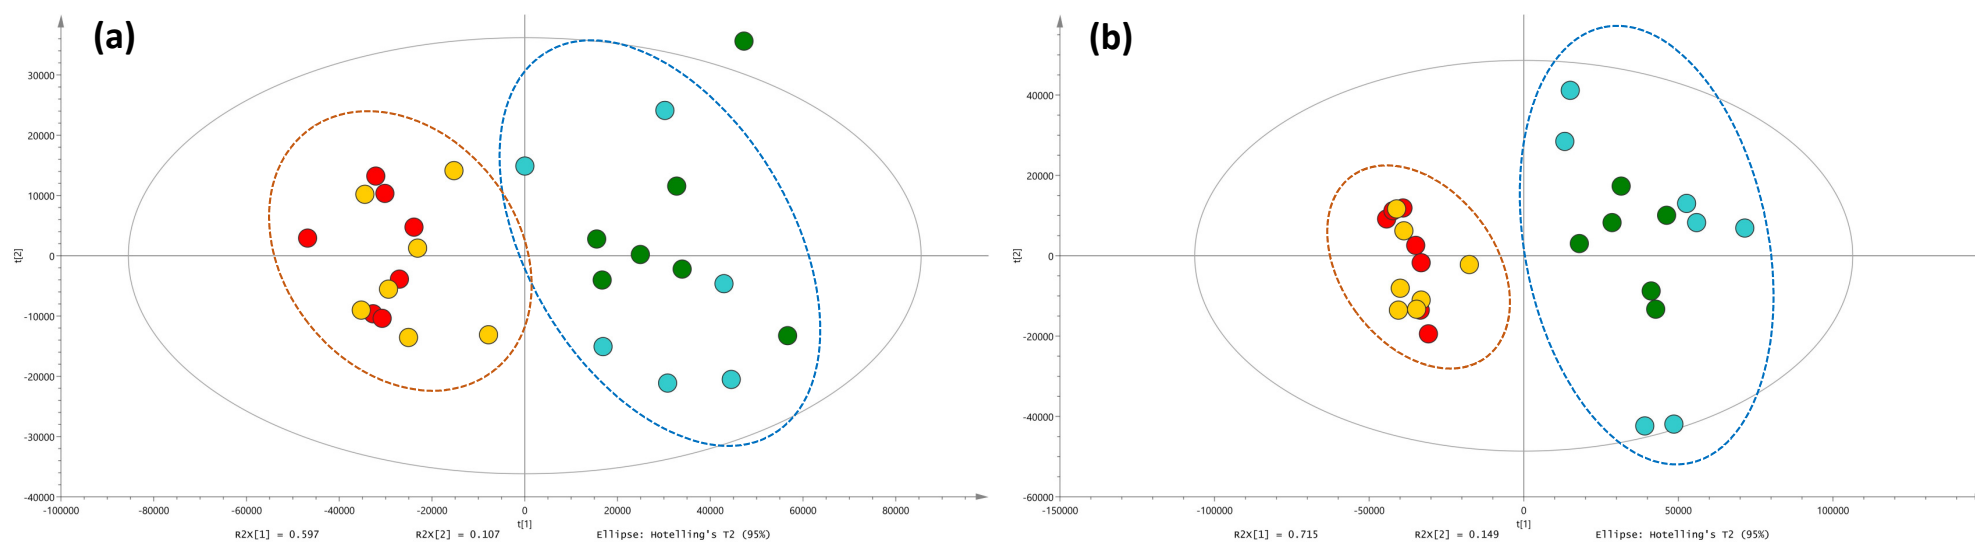 (a)
t[2]
30000
20000
10000
0
-10000
-20000
-30000
-40000
-100000 -80000 -60000 -40000 -20000 0 20000 40000 60000 80000
t[1]
R2X[1] = 0.597 R2X[2] = 0.107 Ellipse: Hotelling's T2 (95%)
(b)
t[2]
40000
20000
0
-20000
-40000
-60000
-150000 -100000 -50000 0 50000 100000
t[1]
R2X[1] = 0.715 R2X[2] = 0.149 Ellipse: Hotelling's T2 (95%)